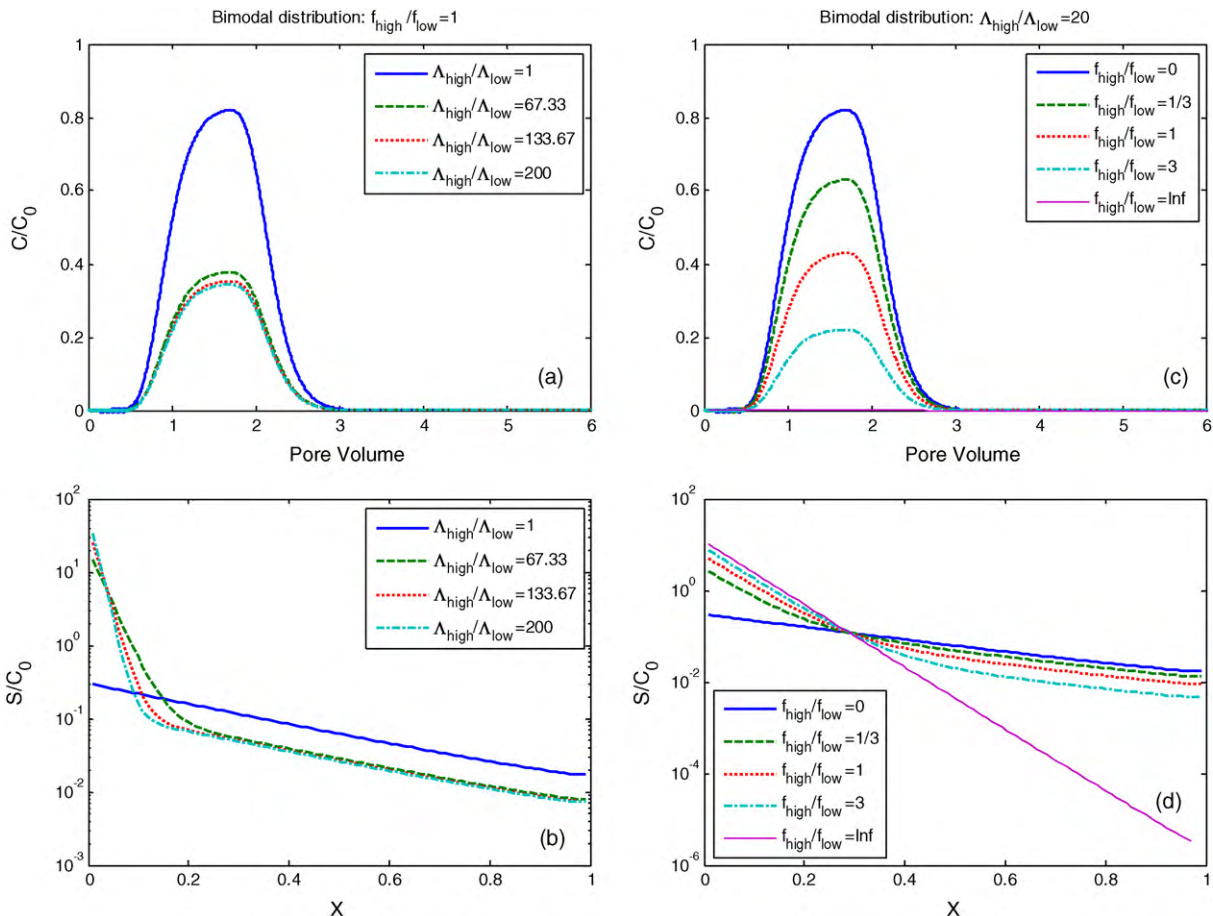 Bimodal distribution: f_high/f_low=1
C/C_0
1
0.8
0.6
0.4
0.2
0
Λ_high/Λ_low=1
Λ_high/Λ_low=67.33
Λ_high/Λ_low=133.67
Λ_high/Λ_low=200
(a)
0 1 2 3 4 5 6
Pore Volume
Bimodal distribution: Λ_high/Λ_low=20
C/C_0
1
0.8
0.6
0.4
0.2
0
f_high/f_low=0
f_high/f_low=1/3
f_high/f_low=1
f_high/f_low=3
f_high/f_low=Inf
(c)
0 1 2 3 4 5 6
Pore Volume
S/C_0
10^2
10^1
10^0
10^-1
10^-2
10^-3
Λ_high/Λ_low=1
Λ_high/Λ_low=67.33
Λ_high/Λ_low=133.67
Λ_high/Λ_low=200
(b)
0 0.2 0.4 0.6 0.8 1
X
S/C_0
10^2
10^0
10^-2
10^-4
10^-6
f_high/f_low=0
f_high/f_low=1/3
f_high/f_low=1
f_high/f_low=3
f_high/f_low=Inf
(d)
0 0.2 0.4 0.6 0.8 1
X